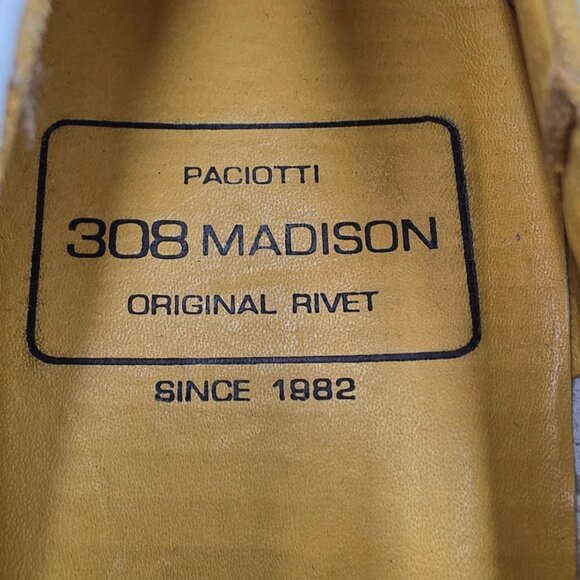 PACIOTTI
308 MADISON
ORIGINAL RIVET
SINCE 1982